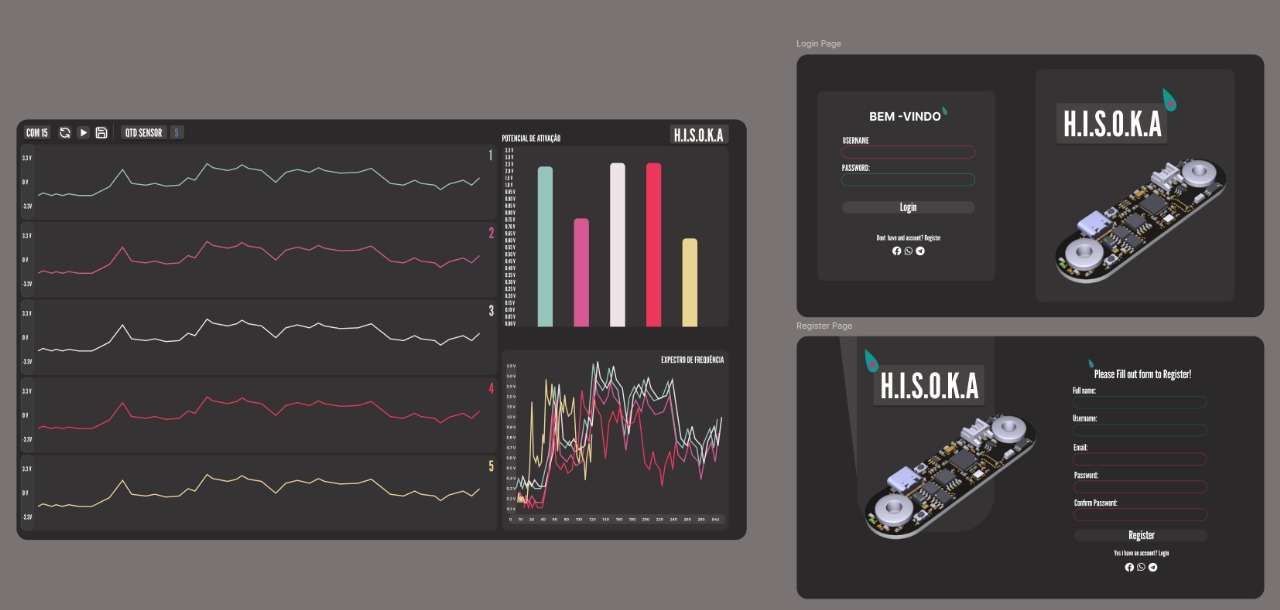 COM 15
QTD SENSOR
5
POTENCIAL DE ATIVAÇÃO
H.I.S.O.K.A
3.3 V
0 V
-3.3V
1
3.3 V
0 V
-3.3V
2
3.3 V
0 V
-3.3V
3
3.3 V
0 V
-3.3V
4
3.3 V
0 V
-3.3V
5
EXPECTRO DE FREQUÊNCIA
Login Page
BEM -VINDO
USERNAME
PASSWORD:
Login
Dont have and account? Register
H.I.S.O.K.A
Register Page
H.I.S.O.K.A
Please Fill out form to Register!
Full name:
Username:
Email:
Password:
Confirm Password:
Register
Yes i have an account? Login